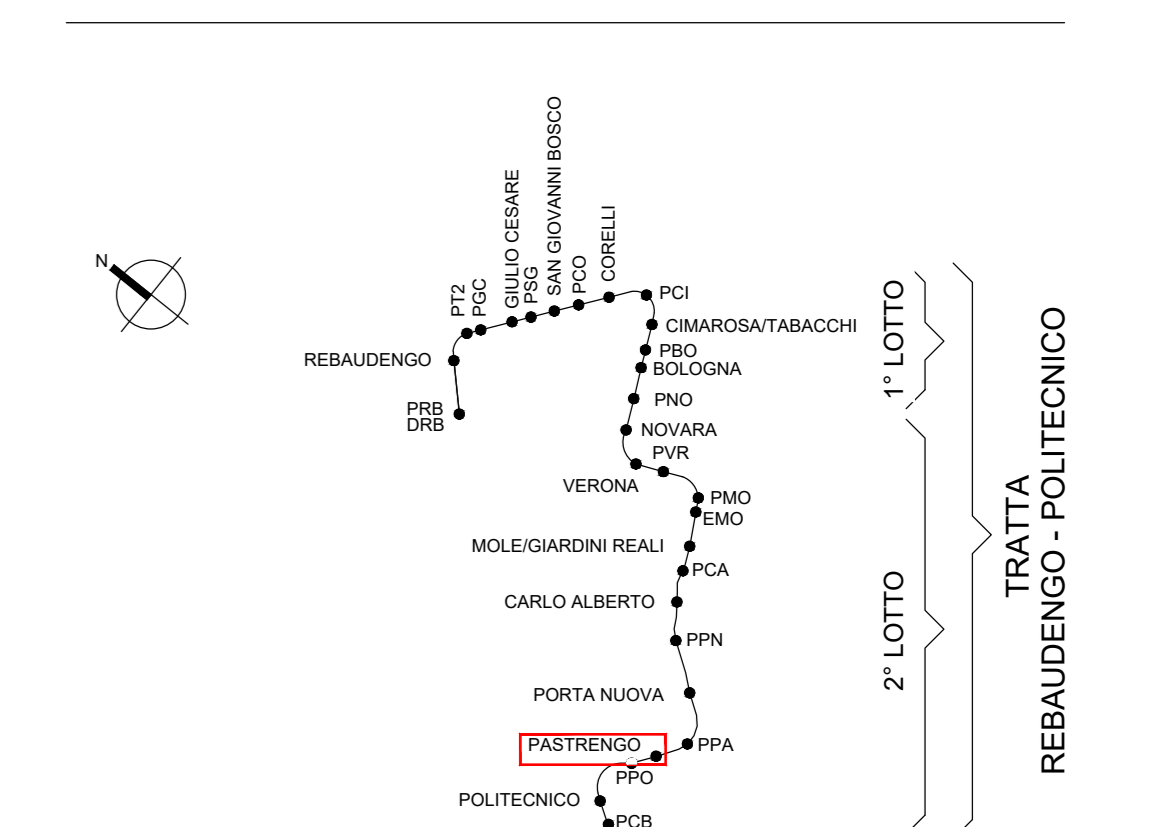 N
PT2
PGC
GIULIO CESARE
PSG
SAN GIOVANNI BOSCO
PCO
CORELLI
PCI
CIMAROSA/TABACCHI
REBAUDENGO
PBO
BOLOGNA
PRB
DRB
PNO
NOVARA
PVR
VERONA
PMO
EMO
MOLE/GIARDINI REALI
PCA
CARLO ALBERTO
PPN
PORTA NUOVA
PASTRENGO
PPA
PPO
POLITECNICO
PCB
1° LOTTO
2° LOTTO
TRATTA
REBAUDENGO - POLITECNICO